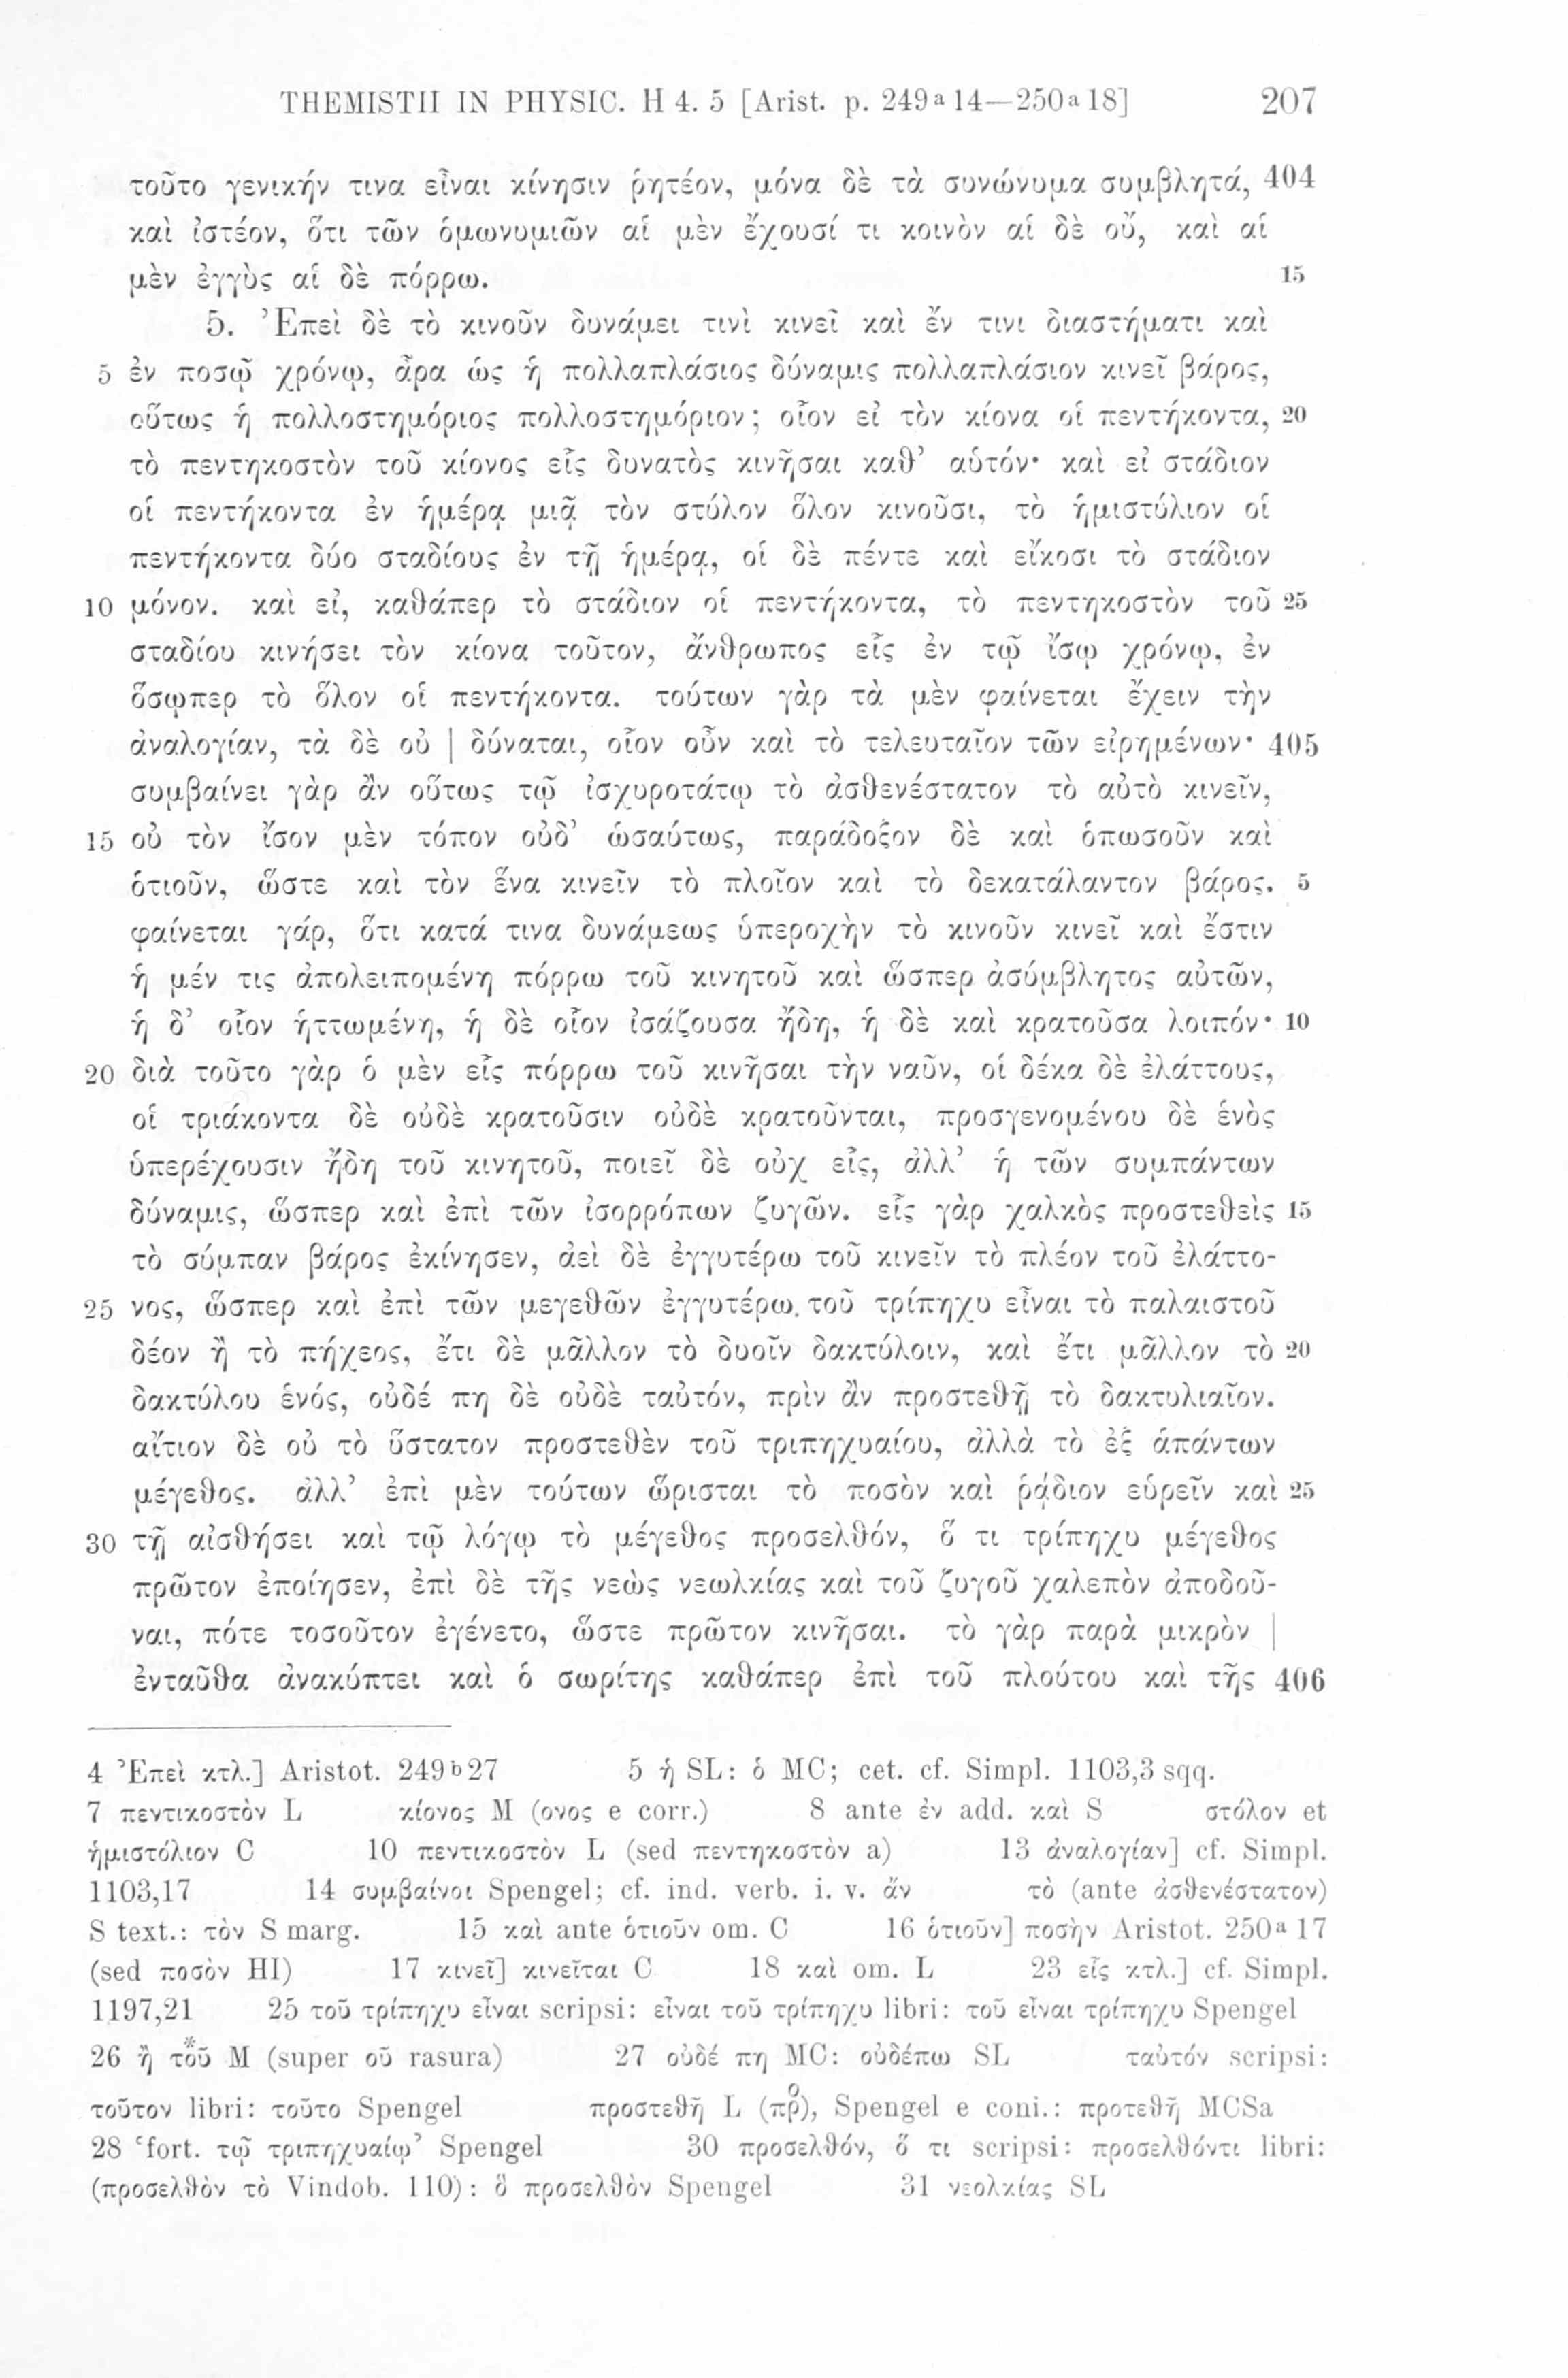 THEMISTII IN PHYSIC. H 4. 5 [Arist. p. 249ᵃ14—250ᵃ18] 207
τοῦτο γενικήν τινα εἶναι κίνησιν ῥητέον, μόνα δὲ τὰ συνώνυμα συμβλητά, 404
καὶ ἰστέον, ὅτι τῶν ὁμωνυμιῶν αἱ μὲν ἔχουσί τι κοινὸν αἱ δὲ οὔ, καὶ αἱ
μὲν ἐγγὺς αἱ δὲ πόρρω. 15
5. Ἐπεὶ δὲ τὸ κινοῦν δυνάμει τινὶ κινεῖ καὶ ἔν τινι διαστήματι καὶ
5 ἐν ποσῷ χρόνῳ, ἆρα ὡς ἡ πολλαπλάσιος δύναμις πολλαπλάσιον κινεῖ βάρος,
οὕτως ἡ πολλοστημόριος πολλοστημόριον; οἷον εἰ τὸν κίονα οἱ πεντήκοντα, 20
τὸ πεντηκοστὸν τοῦ κίονος εἷς δυνατὸς κινῆσαι καθ’ αὑτόν· καὶ εἰ στάδιον
οἱ πεντήκοντα ἐν ἡμέρᾳ μιᾷ τὸν στύλον ὅλον κινοῦσι, τὸ ἡμιστύλιον οἱ
πεντήκοντα δύο σταδίους ἐν τῇ ἡμέρᾳ, οἱ δὲ πέντε καὶ εἴκοσι τὸ στάδιον
10 μόνον. καὶ εἰ, καθάπερ τὸ στάδιον οἱ πεντήκοντα, τὸ πεντηκοστὸν τοῦ 25
σταδίου κινήσει τὸν κίονα τοῦτον, ἄνθρωπος εἷς ἐν τῷ ἴσῳ χρόνῳ, ἐν
ὅσῳπερ τὸ ὅλον οἱ πεντήκοντα. τούτων γὰρ τὰ μὲν φαίνεται ἔχειν τὴν
ἀναλογίαν, τὰ δὲ οὐ | δύναται, οἷον οὖν καὶ τὸ τελευταῖον τῶν εἰρημένων· 405
συμβαίνει γὰρ ἂν οὕτως τῷ ἰσχυροτάτῳ τὸ ἀσθενέστατον τὸ αὐτὸ κινεῖν,
15 οὐ τὸν ἴσον μὲν τόπον οὐδ’ ὡσαύτως, παράδοξον δὲ καὶ ὁπωσοῦν καὶ
ὁτιοῦν, ὥστε καὶ τὸν ἕνα κινεῖν τὸ πλοῖον καὶ τὸ δεκατάλαντον βάρος. 5
φαίνεται γάρ, ὅτι κατά τινα δυνάμεως ὑπεροχὴν τὸ κινοῦν κινεῖ καὶ ἔστιν
ἡ μέν τις ἀπολειπομένη πόρρω τοῦ κινητοῦ καὶ ὥσπερ ἀσύμβλητος αὐτῶν,
ἡ δ’ οἷον ἡττωμένη, ἡ δὲ οἷον ἰσάζουσα ἤδη, ἡ δὲ καὶ κρατοῦσα λοιπόν· 10
20 διὰ τοῦτο γὰρ ὁ μὲν εἷς πόρρω τοῦ κινῆσαι τὴν ναῦν, οἱ δέκα δὲ ἐλάττους,
οἱ τριάκοντα δὲ οὐδὲ κρατοῦσιν οὐδὲ κρατοῦνται, προσγενομένου δὲ ἑνὸς
ὑπερέχουσιν ἤδη τοῦ κινητοῦ, ποιεῖ δὲ οὐχ εἷς, ἀλλ’ ἡ τῶν συμπάντων
δύναμις, ὥσπερ καὶ ἐπὶ τῶν ἰσορρόπων ζυγῶν. εἷς γὰρ χαλκὸς προστεθεὶς 15
τὸ σύμπαν βάρος ἐκίνησεν, ἀεὶ δὲ ἐγγυτέρω τοῦ κινεῖν τὸ πλέον τοῦ ἐλάττο-
25 νος, ὥσπερ καὶ ἐπὶ τῶν μεγεθῶν ἐγγυτέρω. τοῦ τρίπηχυ εἶναι τὸ παλαιστοῦ
δέον ἢ τὸ πήχεος, ἔτι δὲ μᾶλλον τὸ δυοῖν δακτύλοιν, καὶ ἔτι μᾶλλον τὸ 20
δακτύλου ἑνός, οὐδέ πη δὲ οὐδὲ ταὐτόν, πρὶν ἂν προστεθῇ τὸ δακτυλιαῖον.
αἴτιον δὲ οὐ τὸ ὕστατον προστεθὲν τοῦ τριπηχυαίου, ἀλλὰ τὸ ἐξ ἁπάντων
μέγεθος. ἀλλ’ ἐπὶ μὲν τούτων ὥρισται τὸ ποσὸν καὶ ῥᾴδιον εὑρεῖν καὶ 25
30 τῇ αἰσθήσει καὶ τῷ λόγῳ τὸ μέγεθος προσελθόν, ὅ τι τρίπηχυ μέγεθος
πρῶτον ἐποίησεν, ἐπὶ δὲ τῆς νεὼς νεωλκίας καὶ τοῦ ζυγοῦ χαλεπὸν ἀποδοῦ-
ναι, πότε τοσοῦτον ἐγένετο, ὥστε πρῶτον κινῆσαι. τὸ γὰρ παρὰ μικρὸν |
ἐνταῦθα ἀνακύπτει καὶ ὁ σωρίτης καθάπερ ἐπὶ τοῦ πλούτου καὶ τῆς 406
4 Ἐπεὶ κτλ.] Aristot. 249ᵇ27 5 ἡ SL: ὁ MC; cet. cf. Simpl. 1103,3 sqq.
7 πεντικοστὸν L κίονος M (ονος e corr.) 8 ante ἐν add. καὶ S στόλον et
ἡμιστόλιον C 10 πεντικοστὸν L (sed πεντηκοστὸν a) 13 ἀναλογίαν] cf. Simpl.
1103,17 14 συμβαίνοι Spengel; cf. ind. verb. i. v. ἄν τὸ (ante ἀσθενέστατον)
S text.: τὸν S marg. 15 καὶ ante ὁτιοῦν om. C 16 ὁτιοῦν] ποσὴν Aristot. 250ᵃ 17
(sed ποσὸν HI) 17 κινεῖ] κινεῖται C 18 καὶ om. L 23 εἷς κτλ.] cf. Simpl.
1197,21 25 τοῦ τρίπηχυ εἶναι scripsi: εἶναι τοῦ τρίπηχυ libri: τοῦ εἶναι τρίπηχυ Spengel
26 ἢ το*ῦ M (super οῦ rasura) 27 οὐδέ πη MC: οὐδέπω SL ταὐτόν scripsi:
τοῦτον libri: τοῦτο Spengel προστεθῇ L (πρ̊), Spengel e coni.: προτεθῇ MCSa
28 ‘fort. τῷ τριπηχυαίῳ’ Spengel 30 προσελθόν, ὅ τι scripsi: προσελθόντι libri:
(προσελθὸν τὸ Vindob. 110): ὃ προσελθὸν Spengel 31 νεολκίας SL